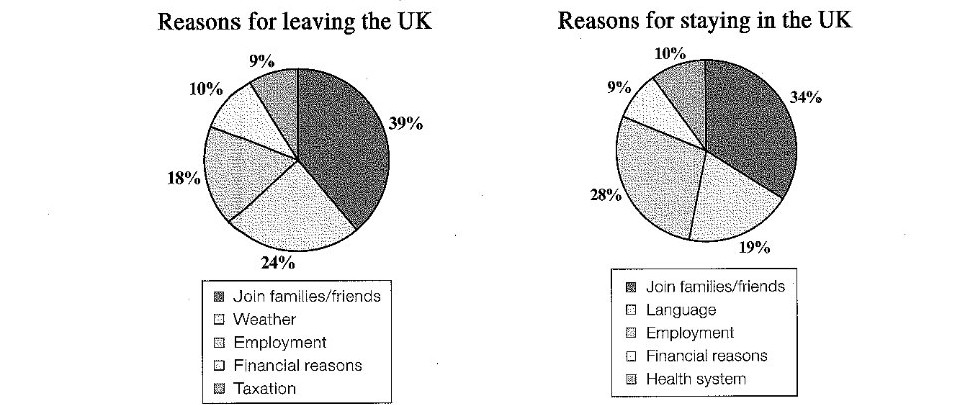 Reasons for leaving the UK
9%
10%
39%
18%
24%
Join families/friends
Weather
Employment
Financial reasons
Taxation
Reasons for staying in the UK
10%
9%
34%
28%
19%
Join families/friends
Language
Employment
Financial reasons
Health system